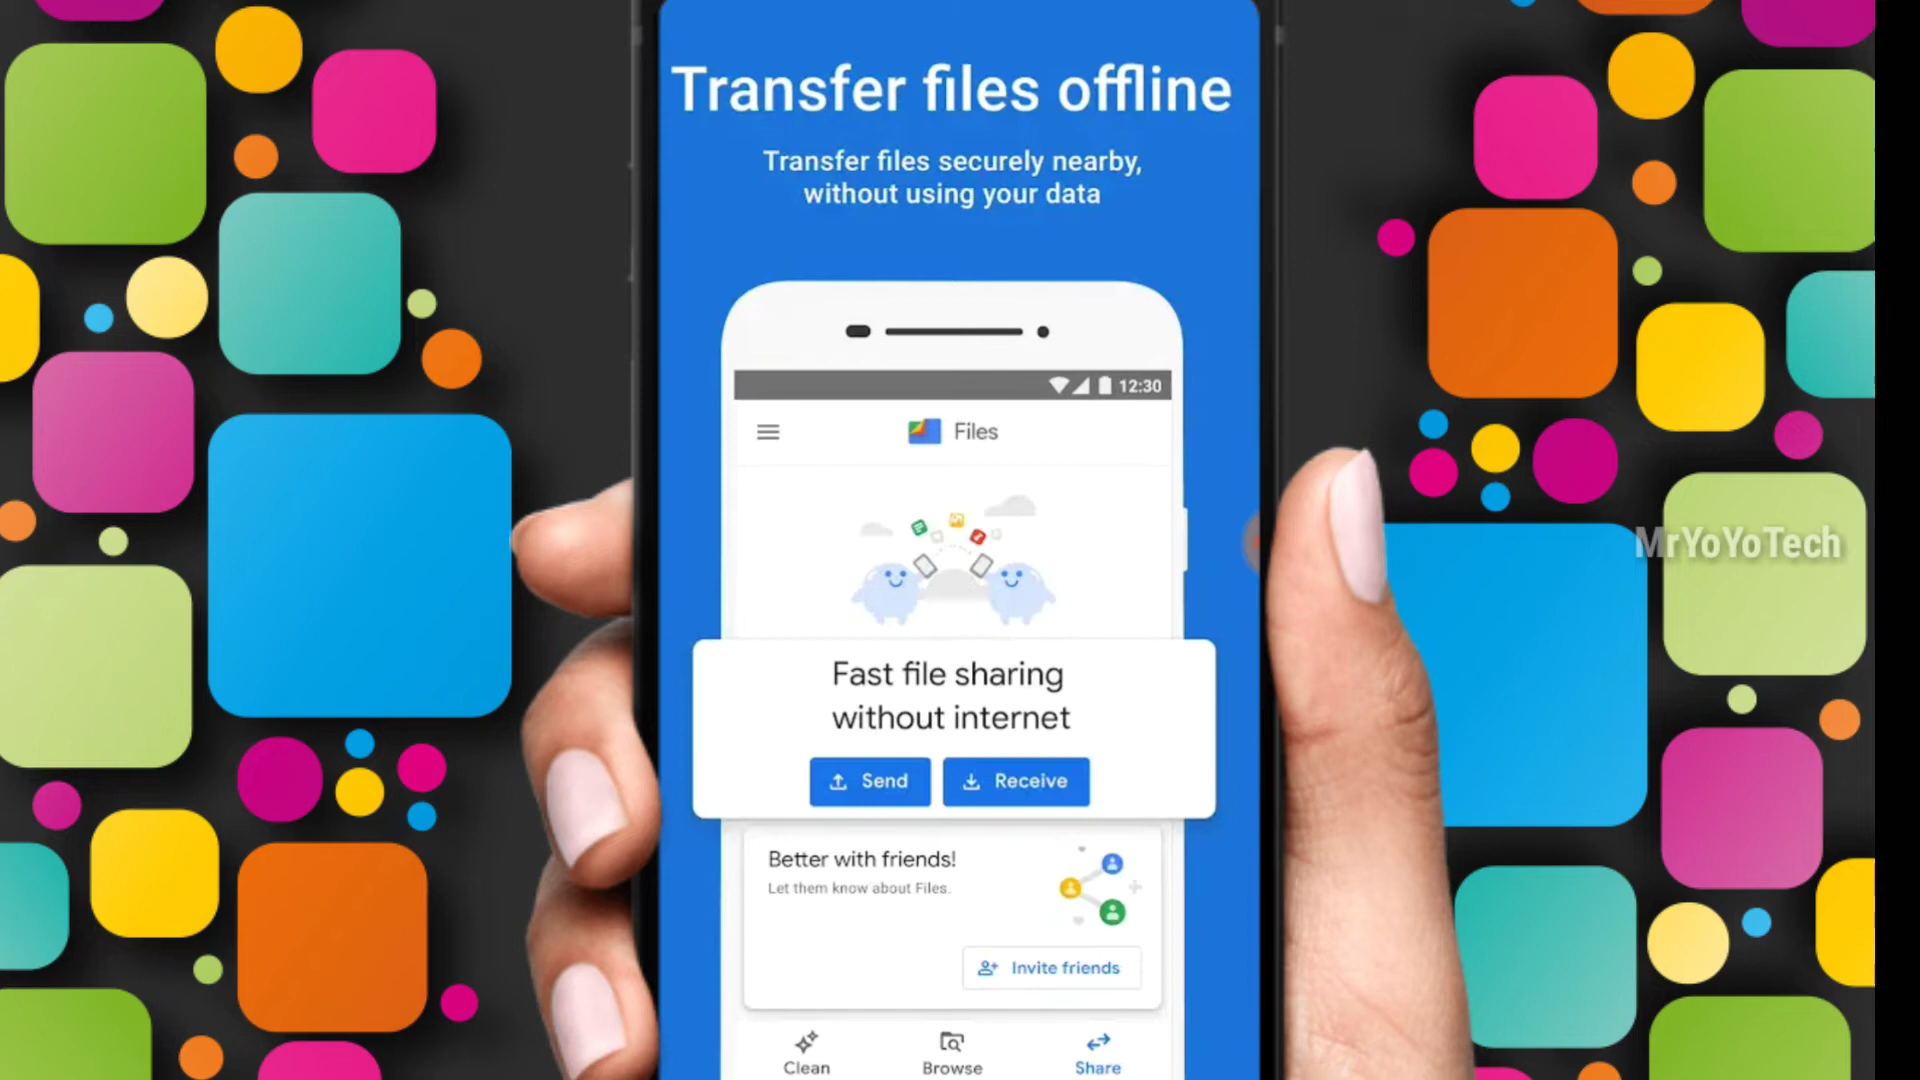 Transfer files offline
Transfer files securely nearby,
without using your data
12:30
Files
MrYoYoTech
Fast file sharing
without internet
Send
Receive
Better with friends!
Let them know about Files.
Invite friends
Clean
Browse
Share